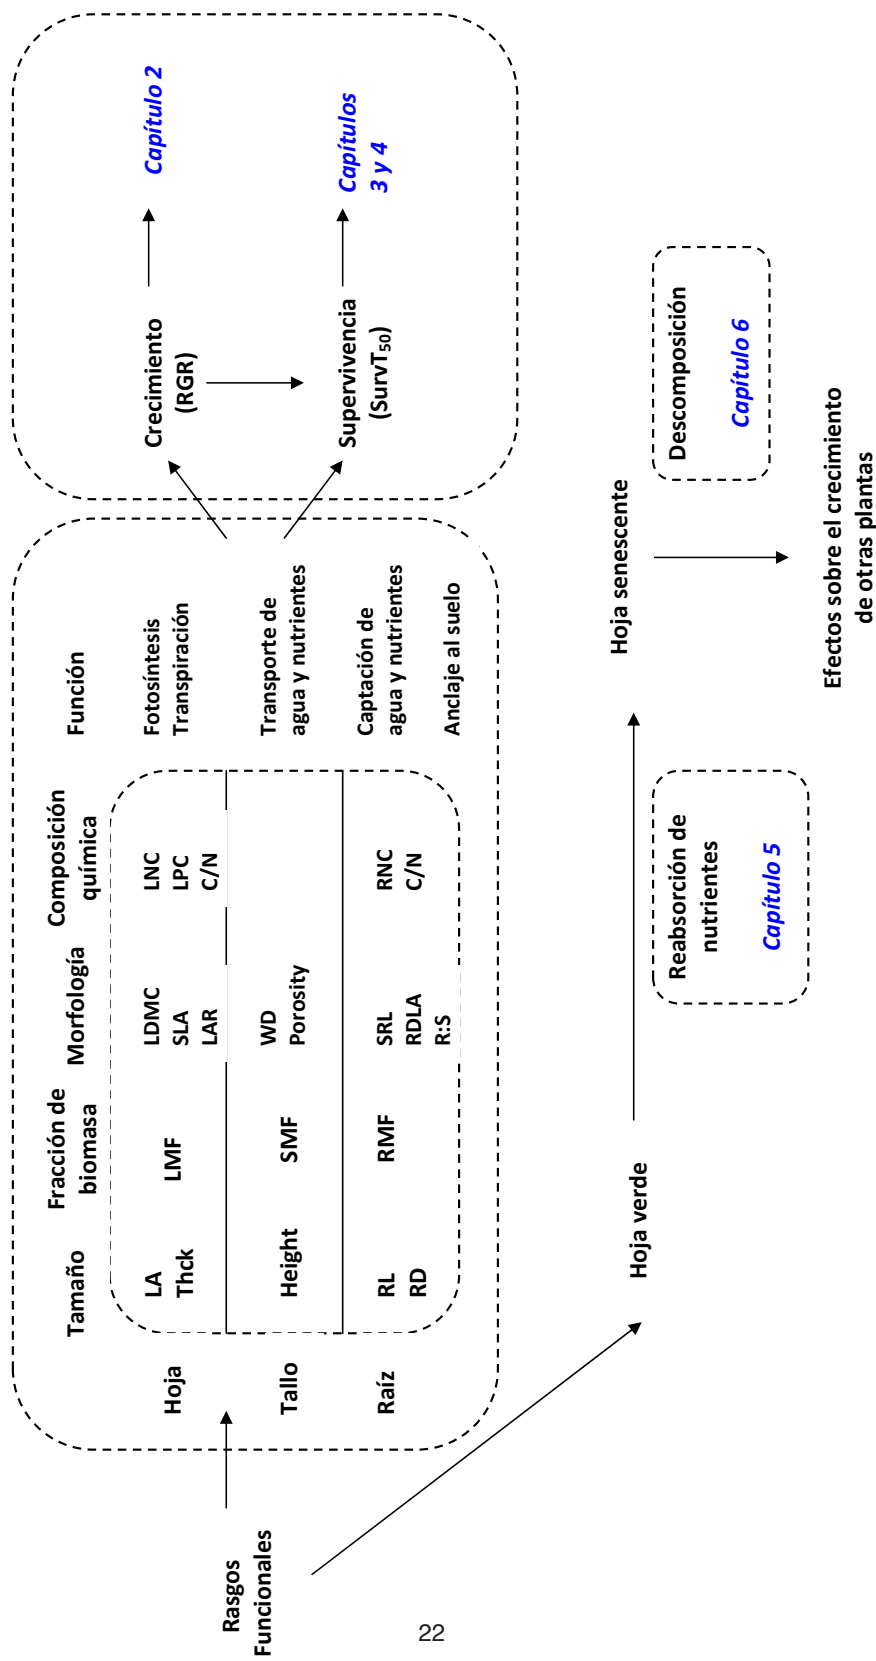 Rasgos
Funcionales
Tamaño
Fracción de
biomasa
Morfología
Composición
química
Función
Hoja
LA
Thck
LMF
LDMC
SLA
LAR
LNC
LPC
C/N
Fotosíntesis
Transpiración
Tallo
Height
SMF
WD
Porosity
Transporte de
agua y nutrientes
Raíz
RL
RD
RMF
SRL
RDLA
R:S
RNC
C/N
Captación de
agua y nutrientes
Anclaje al suelo
Crecimiento
(RGR)
Capítulo 2
Supervivencia
(SurvT50)
Capítulos
3 y 4
Hoja verde
Reabsorción de
nutrientes
Capítulo 5
Hoja senescente
Descomposición
Capítulo 6
Efectos sobre el crecimiento
de otras plantas
22